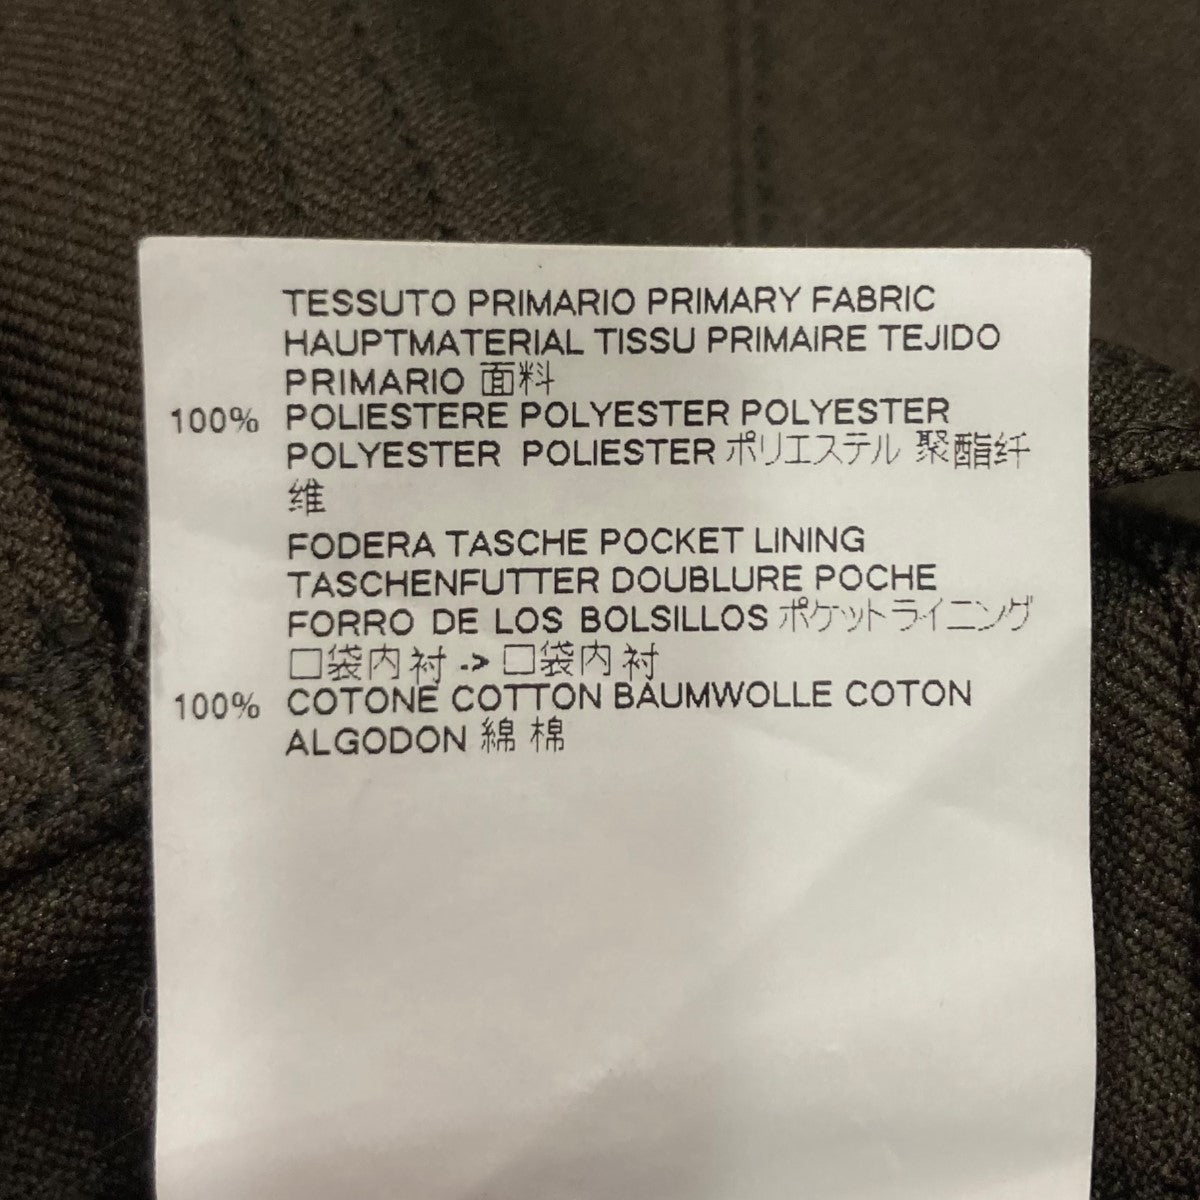 TESSUTO PRIMARIO PRIMARY FABRIC
HAUPTMATERIAL TISSU PRIMAIRE TEJIDO
PRIMARIO 面料
100% POLIESTERE POLYESTER POLYESTER
POLYESTER POLIESTER ポリエステル 聚酯纤
维
FODERA TASCHE POCKET LINING
TASCHENFUTTER DOUBLURE POCHE
FORRO DE LOS BOLSILLOS ポケットライニング
口袋内衬 -> 口袋内衬
100% COTONE COTTON BAUMWOLLE COTON
ALGODON 綿 棉